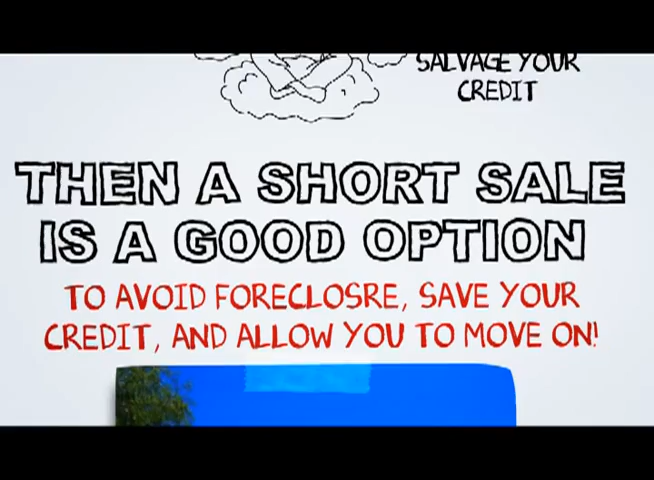 SALVAGE YOUR
CREDIT
THEN A SHORT SALE
IS A GOOD OPTION
TO AVOID FORECLOSRE, SAVE YOUR
CREDIT, AND ALLOW YOU TO MOVE ON!